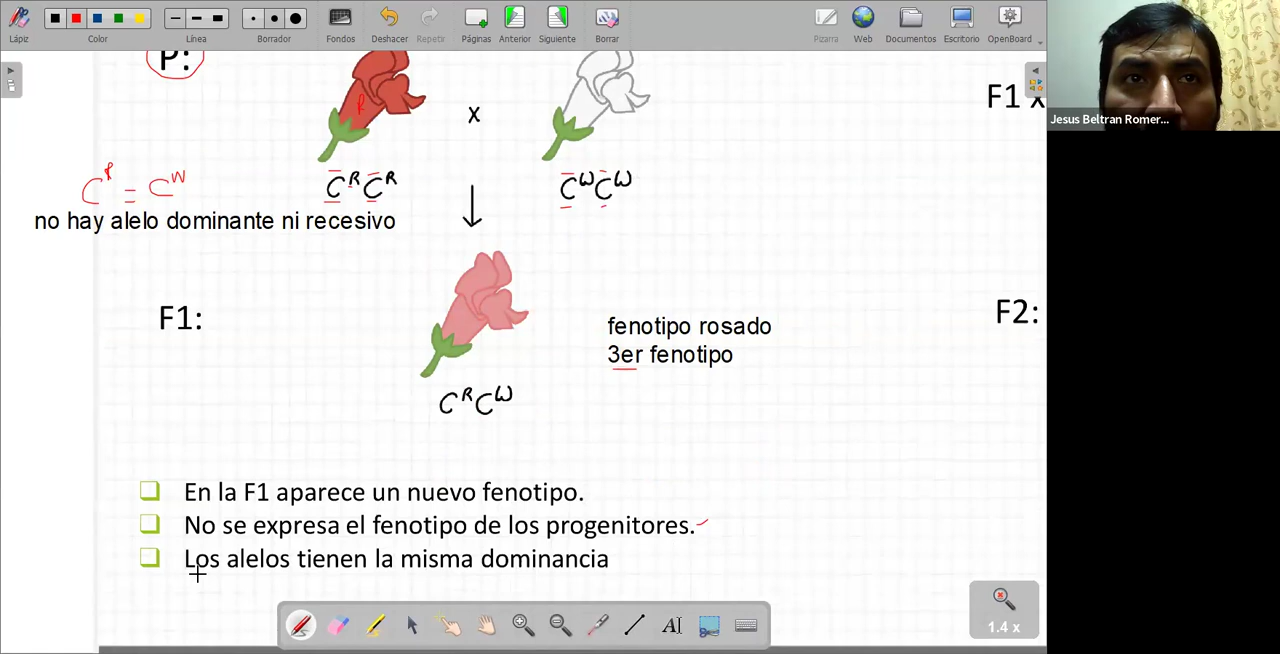 Lápiz
Color
Línea
Borrador
Fondos
Deshacer
Repetir
Páginas
Anterior
Siguiente
Borrar
Pizarra
Web
Documentos
Escritorio
OpenBoard
P:
R
x
F1 X
Jesus Beltran Romer...
C^R = C^W
C^R C^R
C^W C^W
no hay alelo dominante ni recesivo
F1:
fenotipo rosado
3er fenotipo
F2:
C^R C^W
En la F1 aparece un nuevo fenotipo.
No se expresa el fenotipo de los progenitores.
Los alelos tienen la misma dominancia
AI
1.4 x